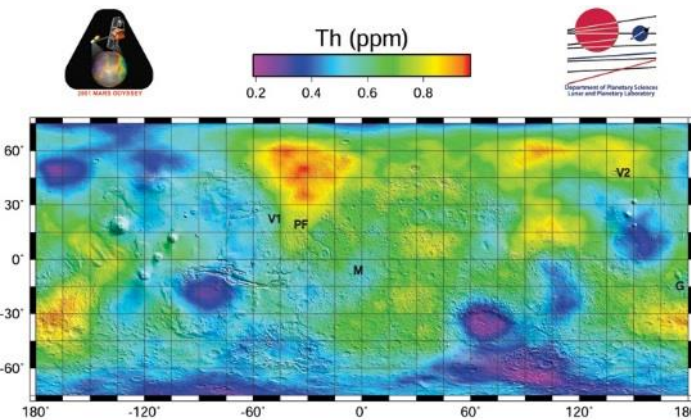 Th (ppm)
0.2 0.4 0.6 0.8
2001 MARS ODYSSEY
Department of Planetary Sciences
Lunar and Planetary Laboratory
60˚
30˚
0˚
-30˚
-60˚
V2
V1
PF
M
G
180˚ -120˚ -60˚ 0˚ 60˚ 120˚ 180˚